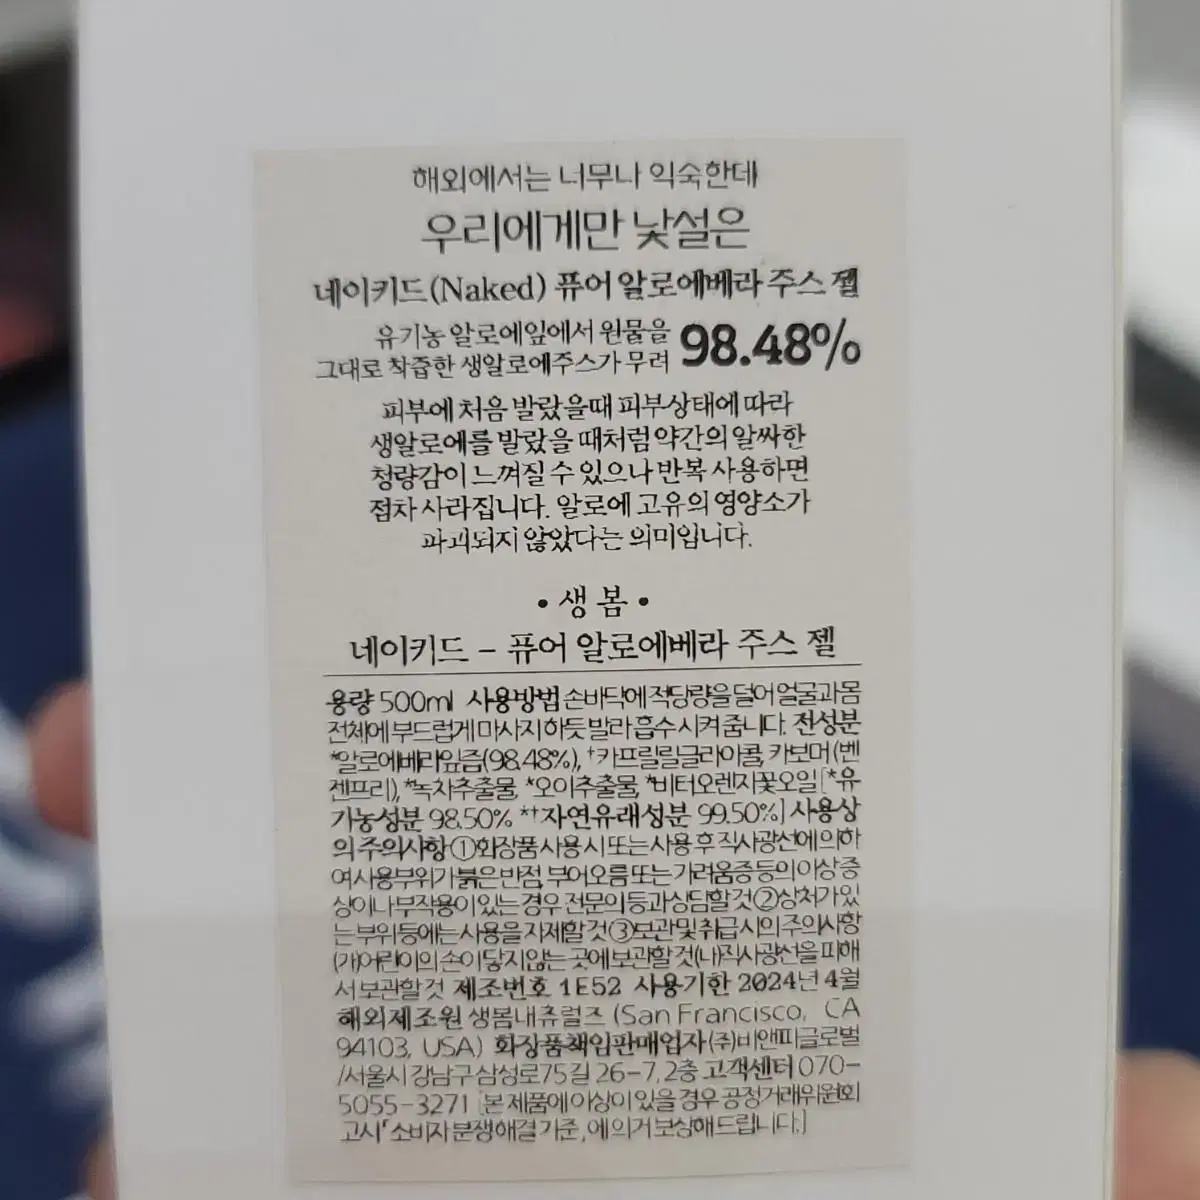 해외에서는 너무나 익숙한데
우리에게만 낯설은
네이키드(Naked) 퓨어 알로에베라 주스 젤
유기농 알로에잎에서 원물을
그대로 착즙한 생알로에주스가 무려 98.48%
피부에 처음 발랐을때 피부상태에 따라
생알로에를 발랐을 때처럼 약간의 알싸한
청량감이 느껴질 수 있으나 반복 사용하면
점차 사라집니다. 알로에 고유의 영양소가
파괴되지 않았다는 의미입니다.
• 생 봄 •
네이키드 - 퓨어 알로에베라 주스 젤
용량 500ml 사용방법 손바닥에 적당량을 덜어 얼굴과 몸
전체에 부드럽게 마사지하듯 발라 흡수시켜 줍니다. 전성분
*알로에베라잎즙(98.48%), †카프릴릴글라이콜, 카보머(벤
젠프리),*녹차추출물, *오이추출물, *비터오렌지꽃오일 [*유
기농성분 98.50% *†자연유래성분 99.50%] 사용상
의 주의사항 ①화장품 사용 시 또는 사용 후 직사광선에 의하
여 사용부위가 붉은 반점, 부어오름 또는 가려움증 등의 이상 증
상이나 부작용이 있는 경우 전문의 등과 상담할 것 ②상처가 있
는 부위 등에는 사용을 자제할 것 ③보관 및 취급 시의 주의사항
(가)어린이의 손이 닿지 않는 곳에 보관할 것 (나)직사광선을 피해
서 보관할 것 제조번호 1E52 사용기한 2024년 4월
해외제조원 생봄내츄럴즈 (San Francisco, CA
94103, USA) 화장품책임판매업자 (주)비앤피글로벌
/서울시 강남구 삼성로75길 26-7, 2층 고객센터 070-
5055-3271 [본 제품에 이상이 있을 경우 공정거래위원회
고시「소비자 분쟁 해결 기준」에 의거 보상해 드립니다.]